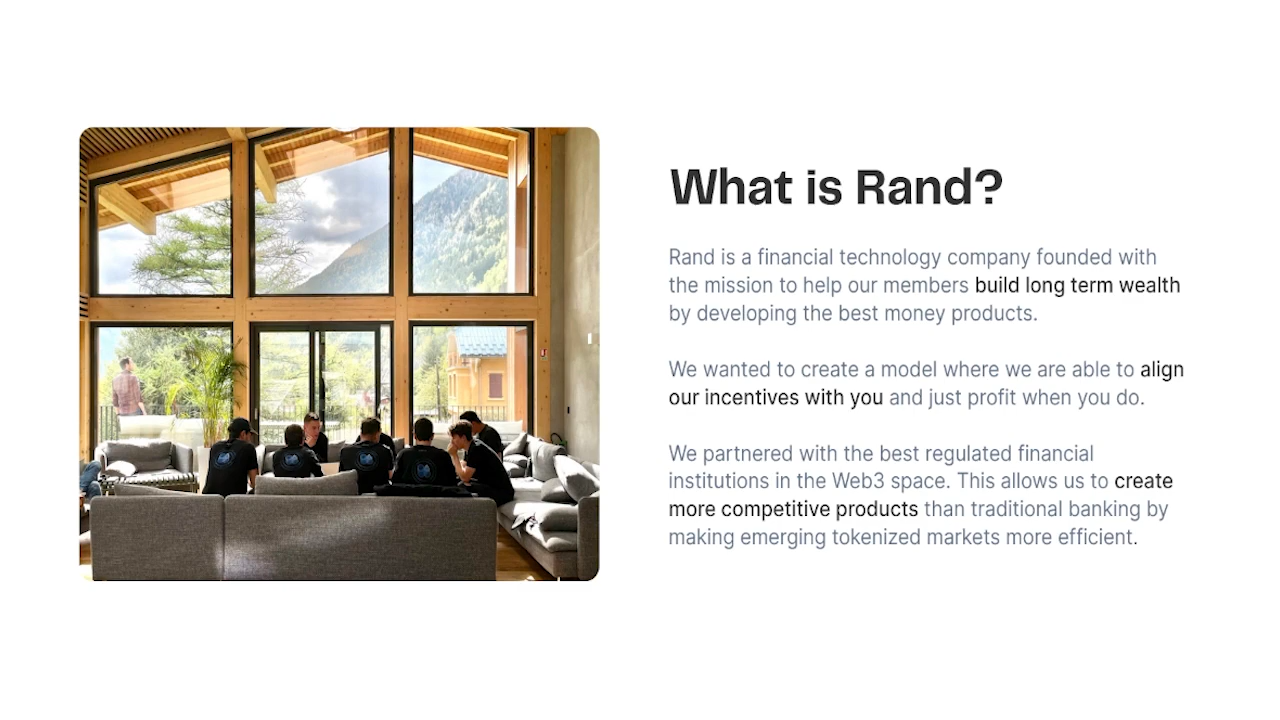 What is Rand?
Rand is a financial technology company founded with
the mission to help our members build long term wealth
by developing the best money products.
We wanted to create a model where we are able to align
our incentives with you and just profit when you do.
We partnered with the best regulated financial
institutions in the Web3 space. This allows us to create
more competitive products than traditional banking by
making emerging tokenized markets more efficient.